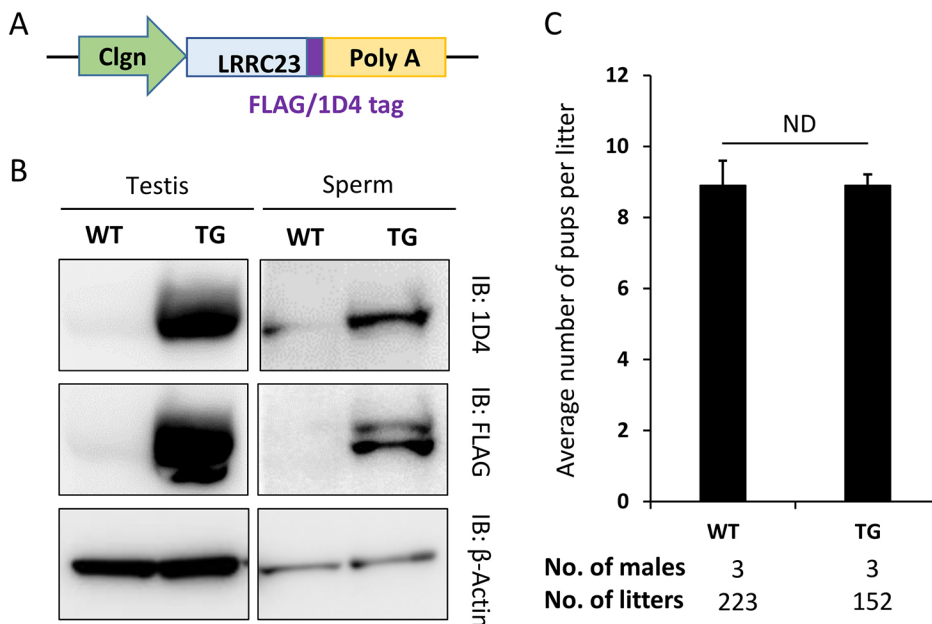 A
Clgn
LRRC23
Poly A
FLAG/1D4 tag
B
Testis
Sperm
WT
TG
WT
TG
IB: 1D4
IB: FLAG
IB: β-Actin
C
Average number of pups per litter
12
10
8
6
4
2
0
ND
WT
TG
No. of males 3 3
No. of litters 223 152